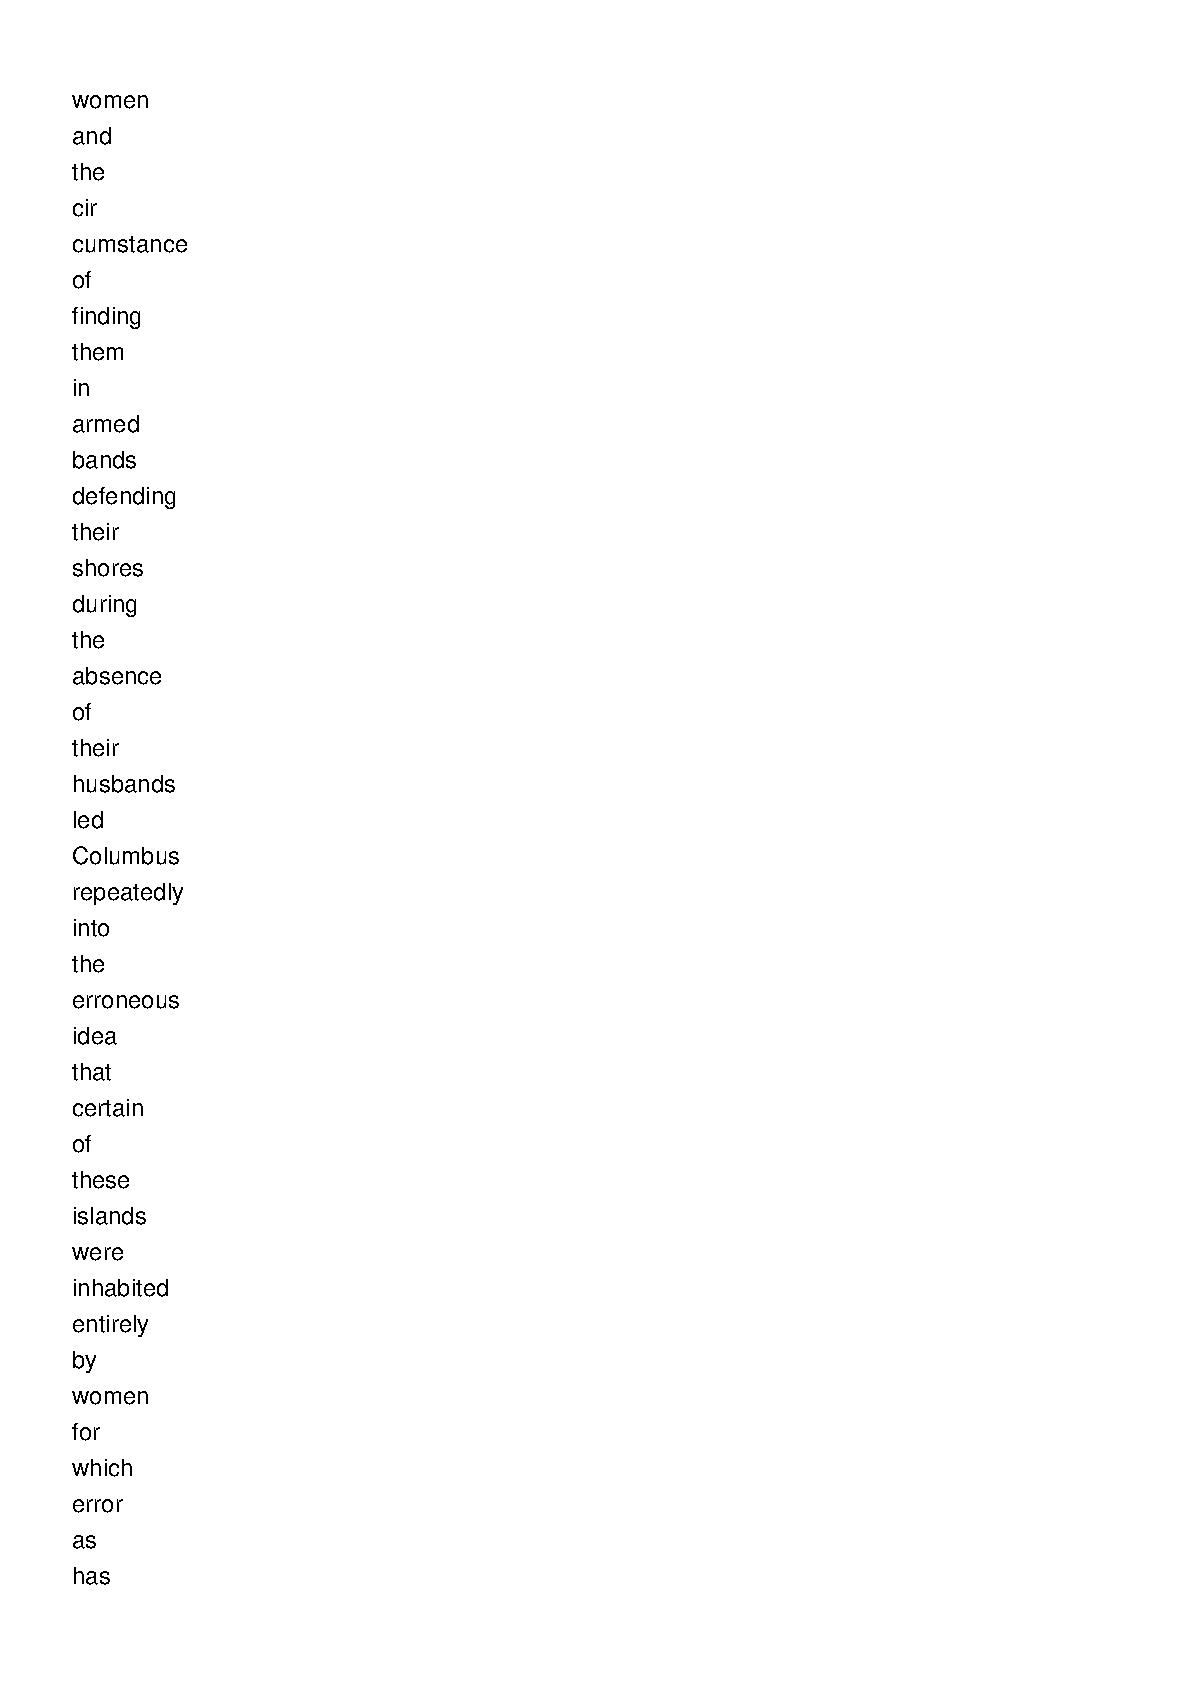 women
and
the
cir
cumstance
of
finding
them
in
armed
bands
defending
their
shores
during
the
absence
of
their
husbands
led
Columbus
repeatedly
into
the
erroneous
idea
that
certain
of
these
islands
were
inhabited
entirely
by
women
for
which
error
as
has